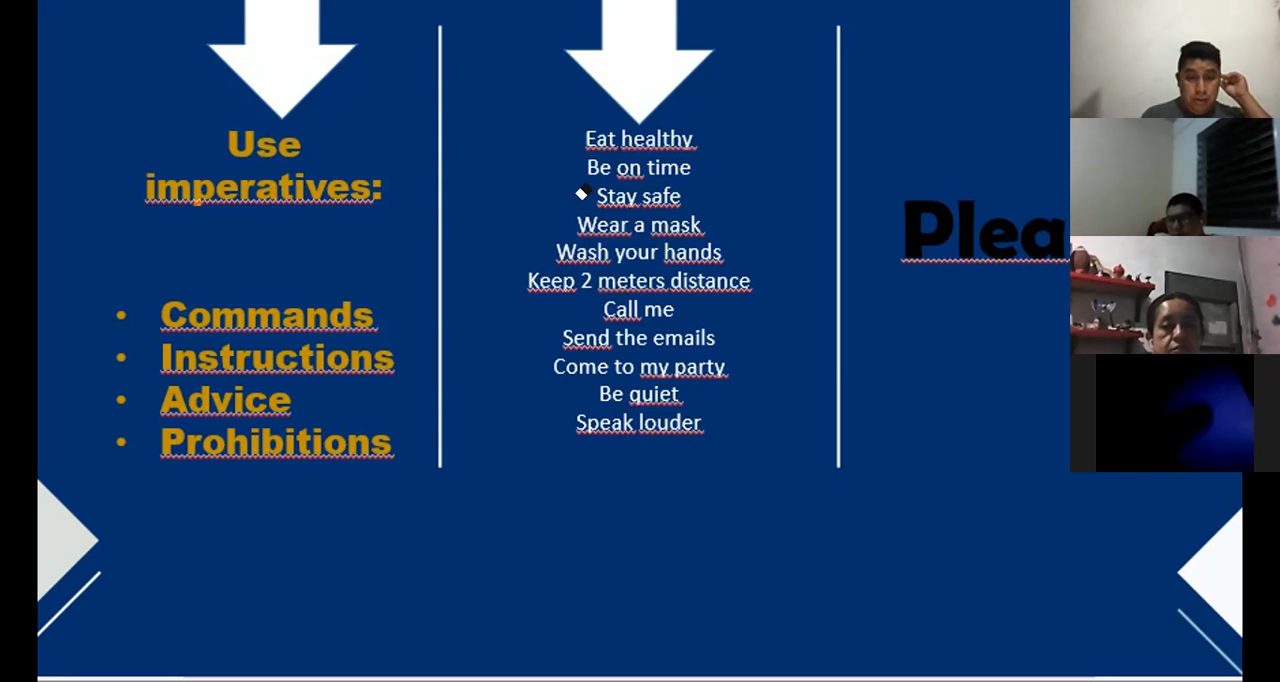 Use
imperatives:
• Commands
• Instructions
• Advice
• Prohibitions
Eat healthy
Be on time
Stay safe
Wear a mask
Wash your hands
Keep 2 meters distance
Call me
Send the emails
Come to my party
Be quiet
Speak louder
Plea